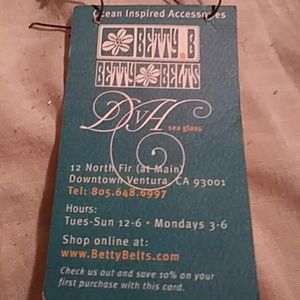 Ocean Inspired Accessories
BETTY.B
BETTY BELTS
DvH
sea glass
12 North Fir (at Main)
Downtown Ventura, CA 93001
Tel: 805.648.6997
Hours:
Tues-Sun 12-6 • Mondays 3-6
Shop online at:
www.BettyBelts.com
Check us out and save 10% on your
first purchase with this card.